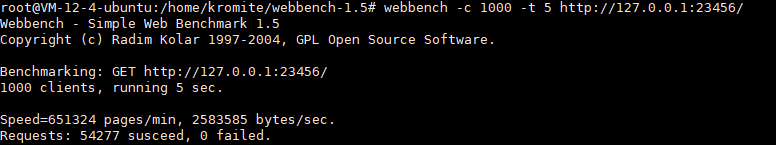 root@VM-12-4-ubuntu:/home/kromite/webbench-1.5# webbench -c 1000 -t 5 http://127.0.0.1:23456/
Webbench - Simple Web Benchmark 1.5
Copyright (c) Radim Kolar 1997-2004, GPL Open Source Software.
Benchmarking: GET http://127.0.0.1:23456/
1000 clients, running 5 sec.
Speed=651324 pages/min, 2583585 bytes/sec.
Requests: 54277 susceed, 0 failed.